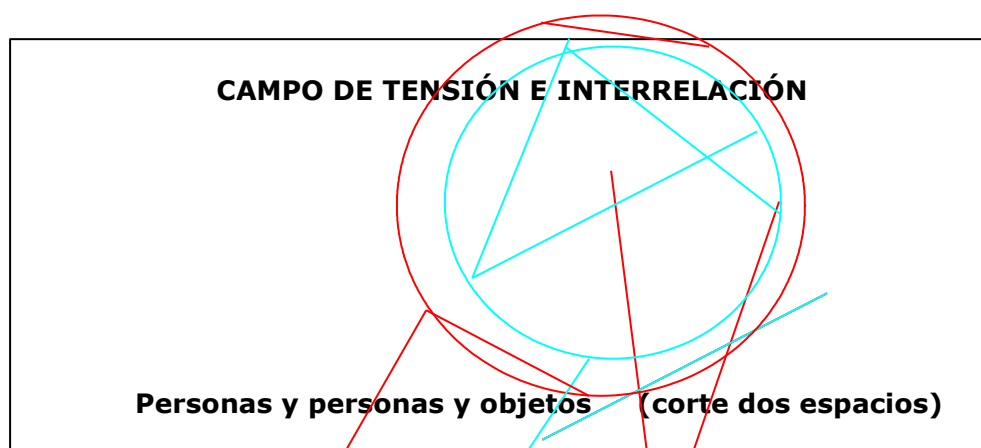 CAMPO DE TENSIÓN E INTERRELACIÓN
Personas y personas y objetos (corte dos espacios)